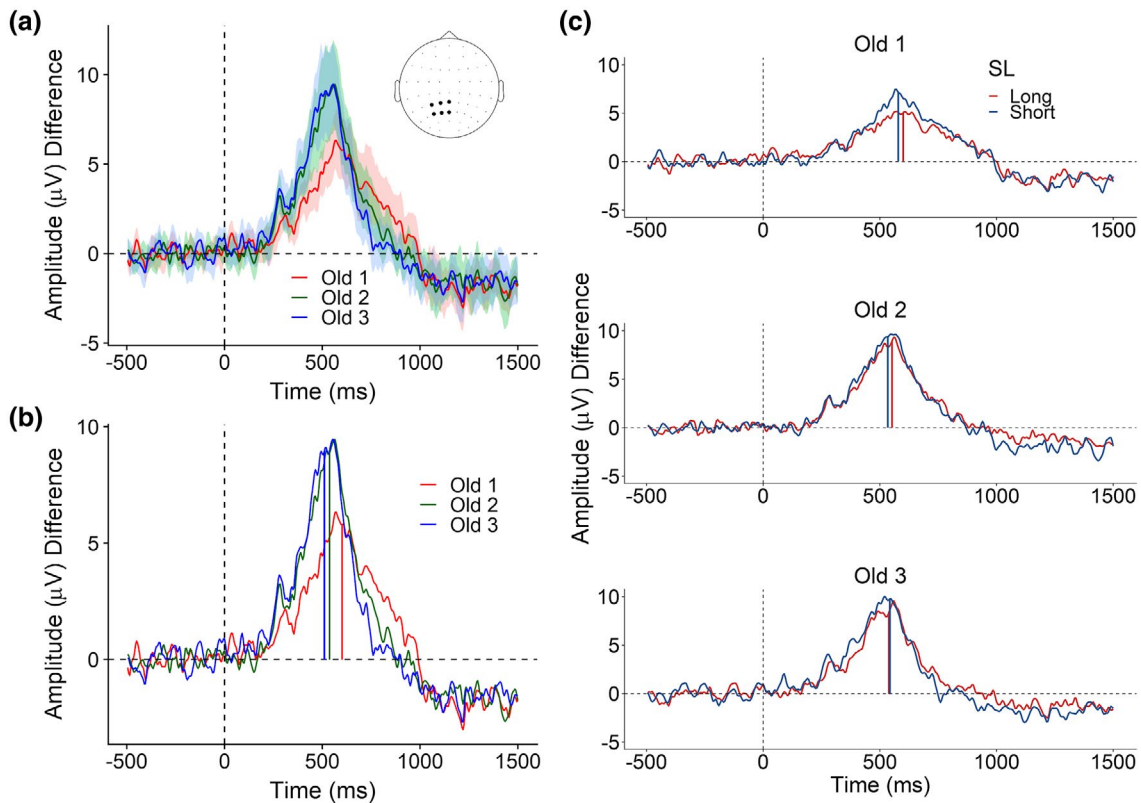 (a)
10
5
0
-5
Amplitude (μV) Difference
Old 1
Old 2
Old 3
-500 0 500 1000 1500
Time (ms)
(b)
10
5
0
Amplitude (μV) Difference
Old 1
Old 2
Old 3
-500 0 500 1000 1500
Time (ms)
(c)
Amplitude (μV) Difference
Old 1
SL
Long
Short
10
5
0
-5
-500 0 500 1000 1500
Old 2
10
5
0
-5
-500 0 500 1000 1500
Old 3
10
5
0
-5
-500 0 500 1000 1500
Time (ms)